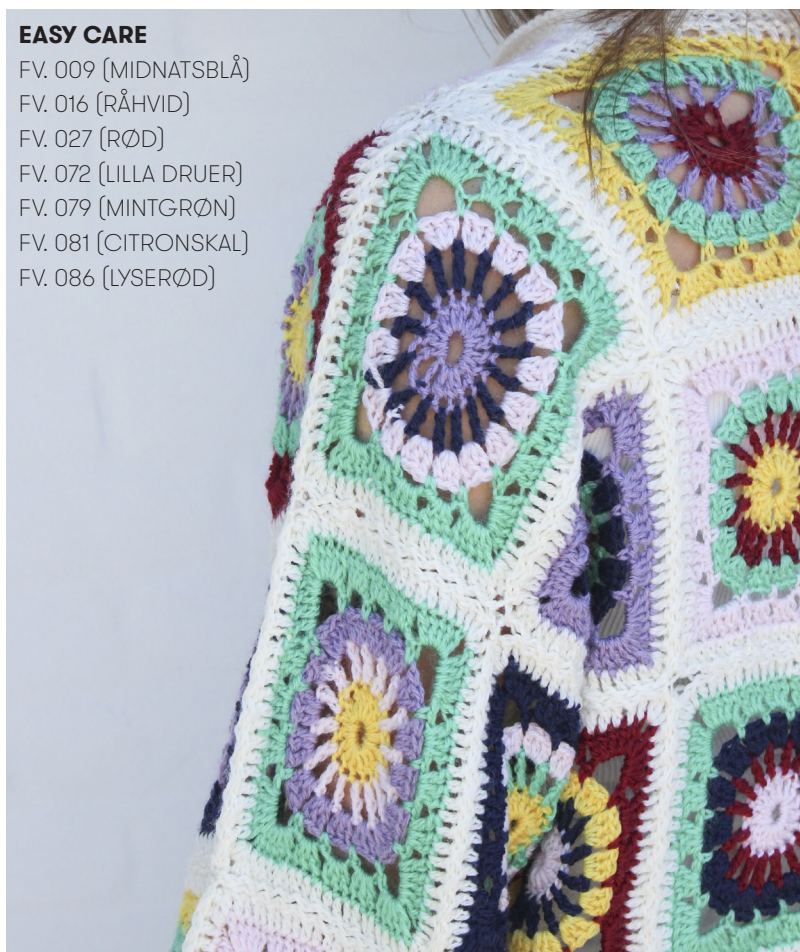 EASY CARE
FV. 009 (MIDNATSBLÅ)
FV. 016 (RÅHVID)
FV. 027 (RØD)
FV. 072 (LILLA DRUER)
FV. 079 (MINTGRØN)
FV. 081 (CITRONSKAL)
FV. 086 (LYSERØD)